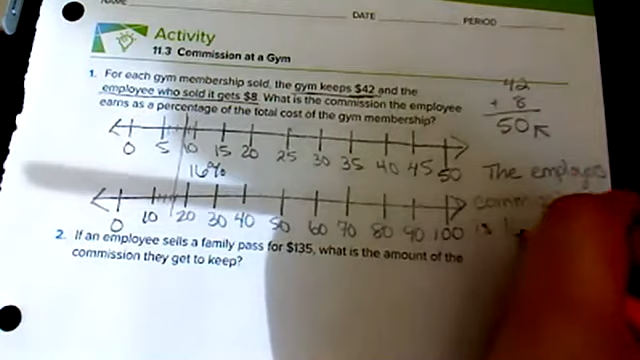 NAME
DATE
PERIOD
Activity
11.3 Commission at a Gym
1. For each gym membership sold, the gym keeps $42 and the
employee who sold it gets $8. What is the commission the employee
earns as a percentage of the total cost of the gym membership?
42
+ 8
50
0 5 10 15 20 25 30 35 40 45 50
16%
The employe
comm
is 1
0 10 20 30 40 50 60 70 80 90 100
2. If an employee sells a family pass for $135, what is the amount of the
commission they get to keep?